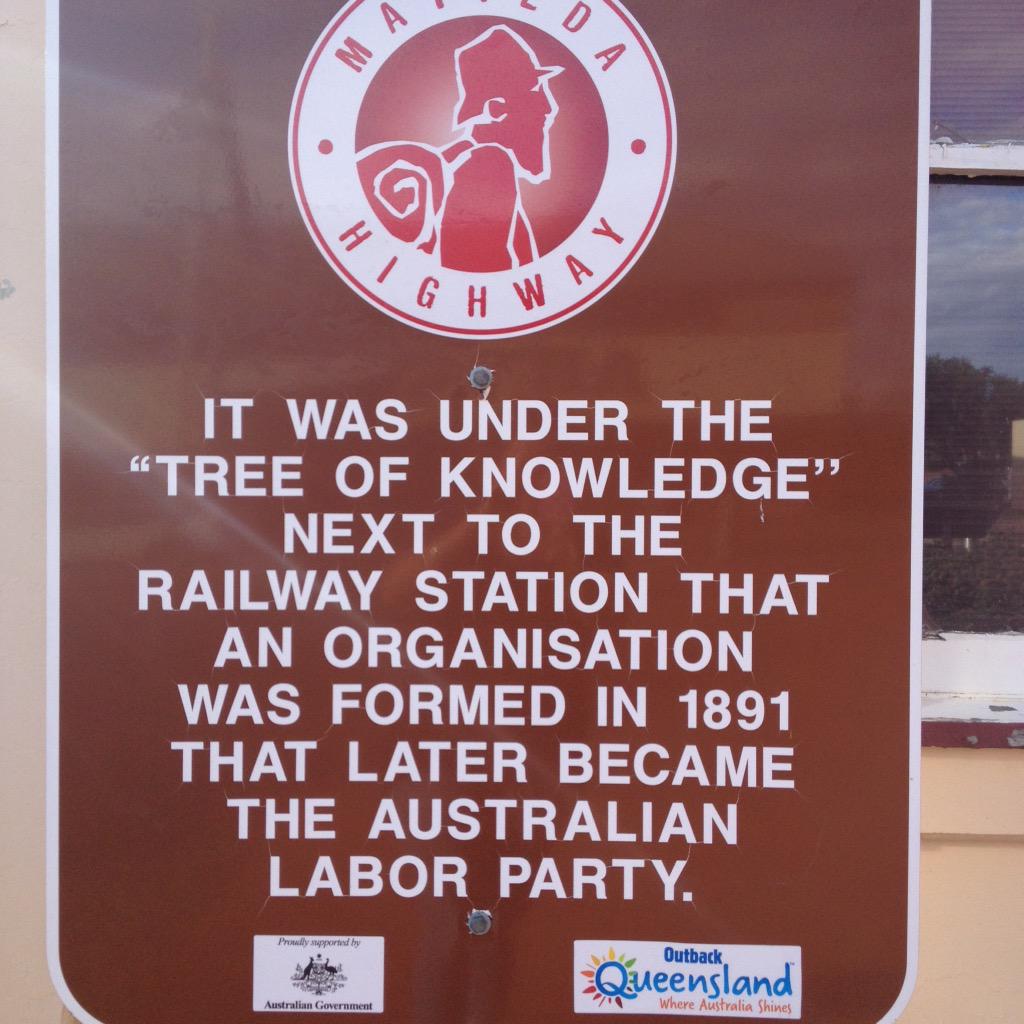 MATILDA
HIGHWAY
IT WAS UNDER THE
“TREE OF KNOWLEDGE’’
NEXT TO THE
RAILWAY STATION THAT
AN ORGANISATION
WAS FORMED IN 1891
THAT LATER BECAME
THE AUSTRALIAN
LABOR PARTY.
Proudly supported by
Australian Government
Outback
Queensland
Where Australia Shines